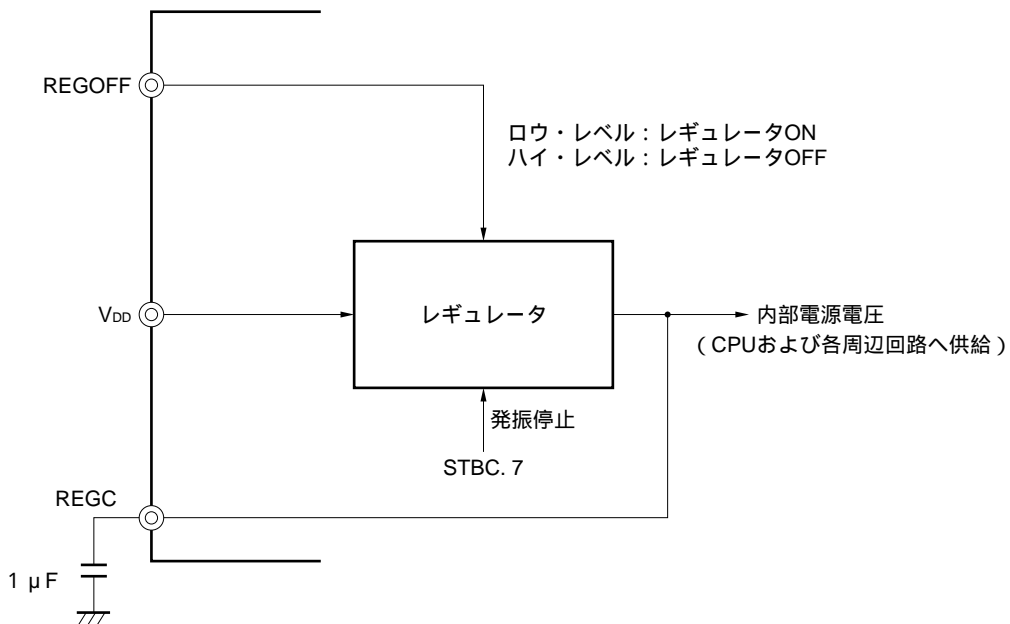 REGOFF
ロウ・レベル：レギュレータON
ハイ・レベル：レギュレータOFF
VDD
レギュレータ
内部電源電圧
（CPUおよび各周辺回路へ供給）
発振停止
STBC. 7
REGC
1 μF